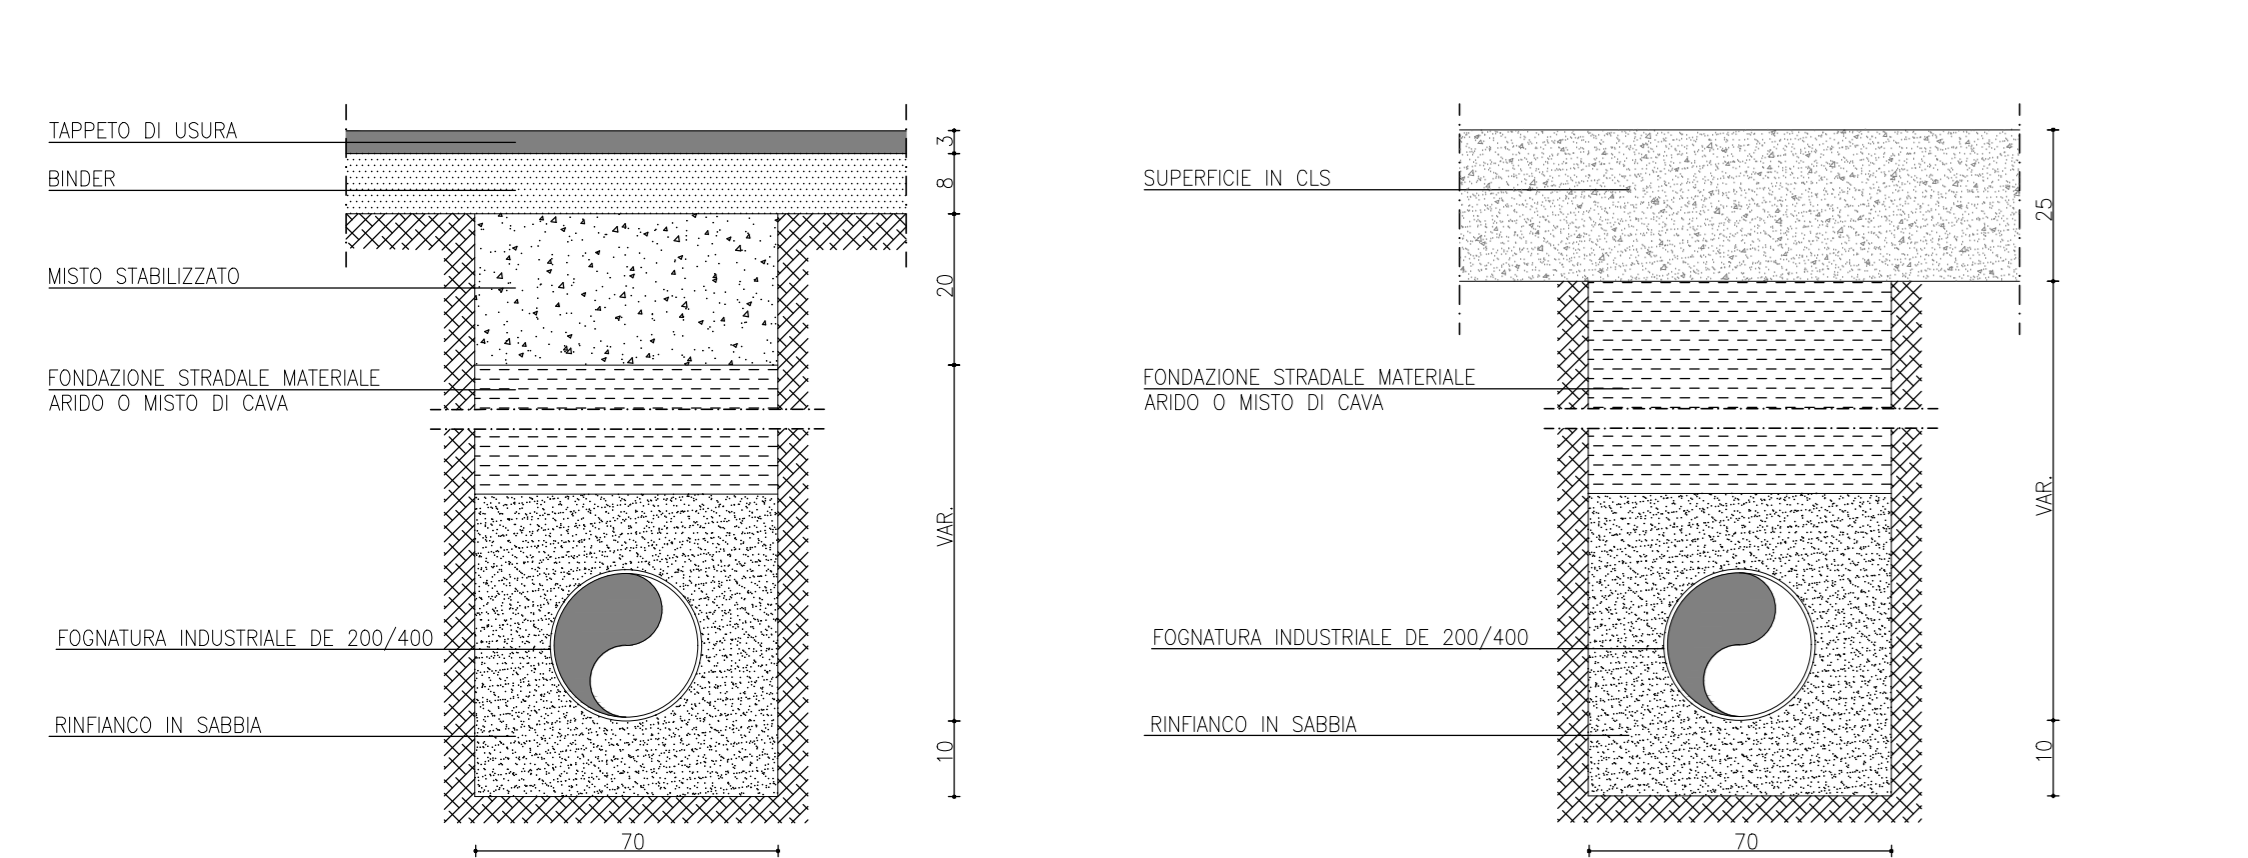 TAPPETO DI USURA
BINDER
MISTO STABILIZZATO
FONDAZIONE STRADALE MATERIALE
ARIDO O MISTO DI CAVA
FOGNATURA INDUSTRIALE DE 200/400
RINFIANCO IN SABBIA
3
8
20
VAR.
10
70
SUPERFICIE IN CLS
FONDAZIONE STRADALE MATERIALE
ARIDO O MISTO DI CAVA
FOGNATURA INDUSTRIALE DE 200/400
RINFIANCO IN SABBIA
25
VAR.
10
70